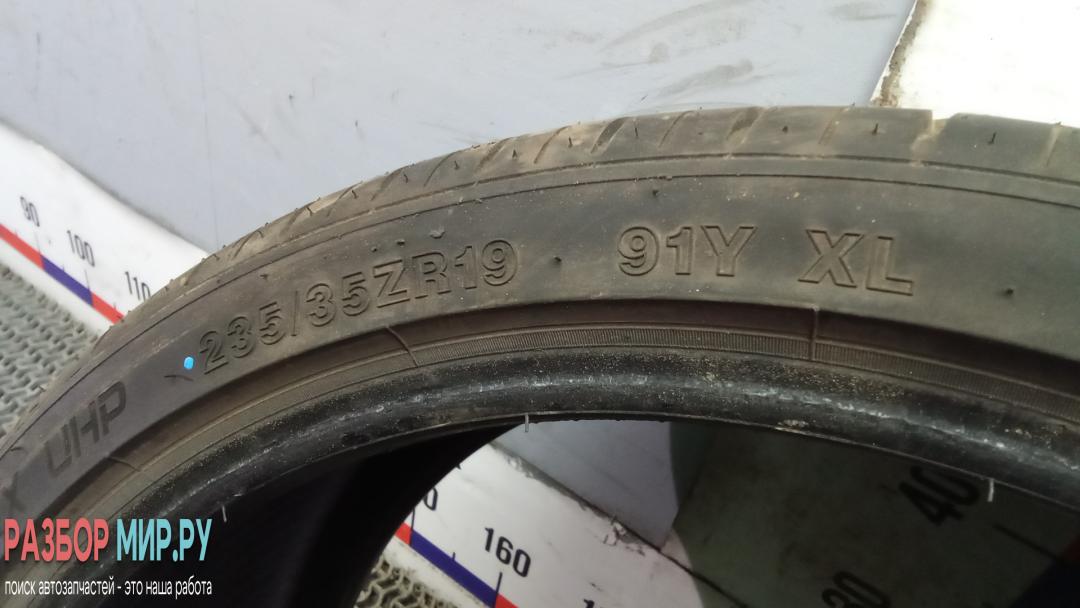 235/35ZR19 91Y XL
UHP
90
100
110
160
40
РАЗБОР МИР.РУ
поиск автозапчастей - это наша работа